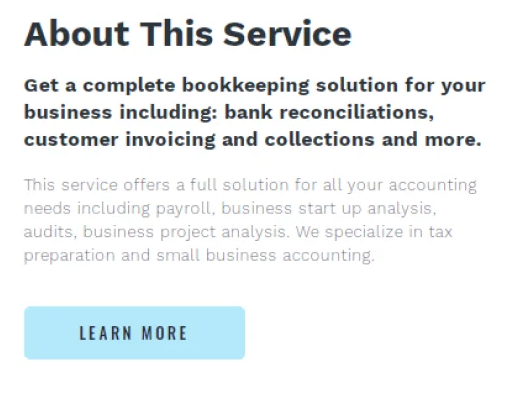 About This Service
Get a complete bookkeeping solution for your
business including: bank reconciliations,
customer invoicing and collections and more.
This service offers a full solution for all your accounting
needs including payroll, business start up analysis,
audits, business project analysis. We specialize in tax
preparation and small business accounting.
LEARN MORE